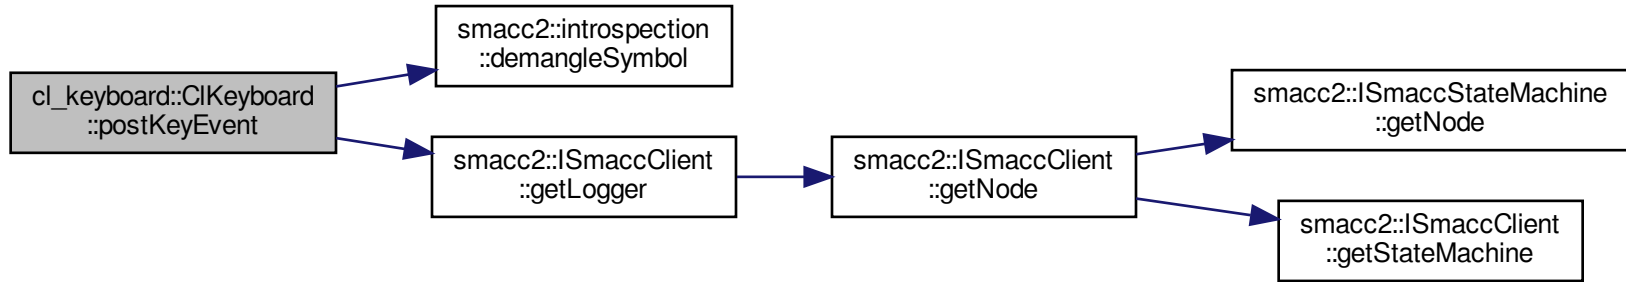 cl_keyboard::ClKeyboard
::postKeyEvent
smacc2::introspection
::demangleSymbol
smacc2::ISmaccClient
::getLogger
smacc2::ISmaccClient
::getNode
smacc2::ISmaccStateMachine
::getNode
smacc2::ISmaccClient
::getStateMachine